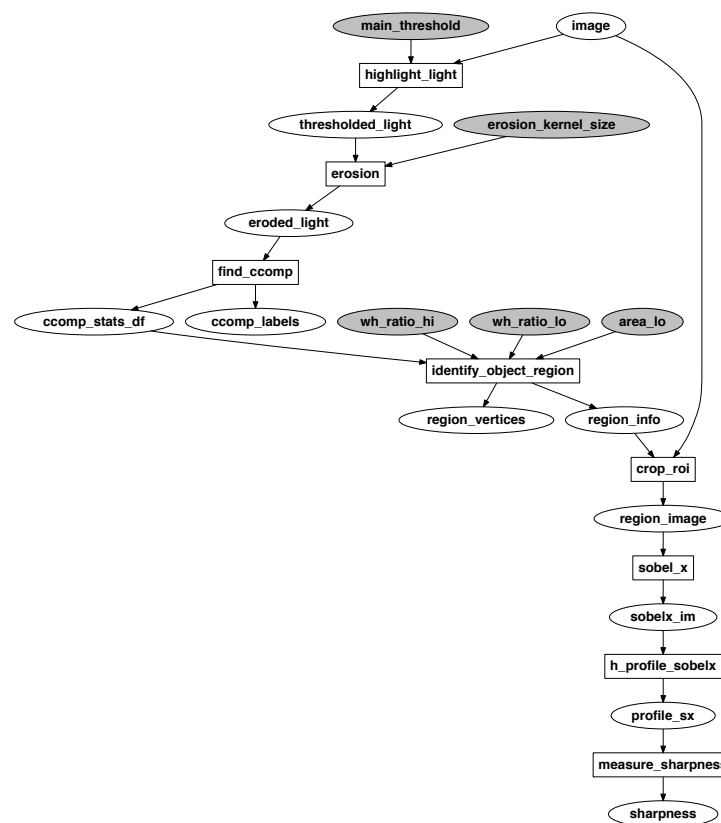 main_threshold
image
highlight_light
thresholded_light
erosion_kernel_size
erosion
eroded_light
find_ccomp
ccomp_stats_df
ccomp_labels
wh_ratio_hi
wh_ratio_lo
area_lo
identify_object_region
region_vertices
region_info
crop_roi
region_image
sobel_x
sobelx_im
h_profile_sobelx
profile_sx
measure_sharpness
sharpness